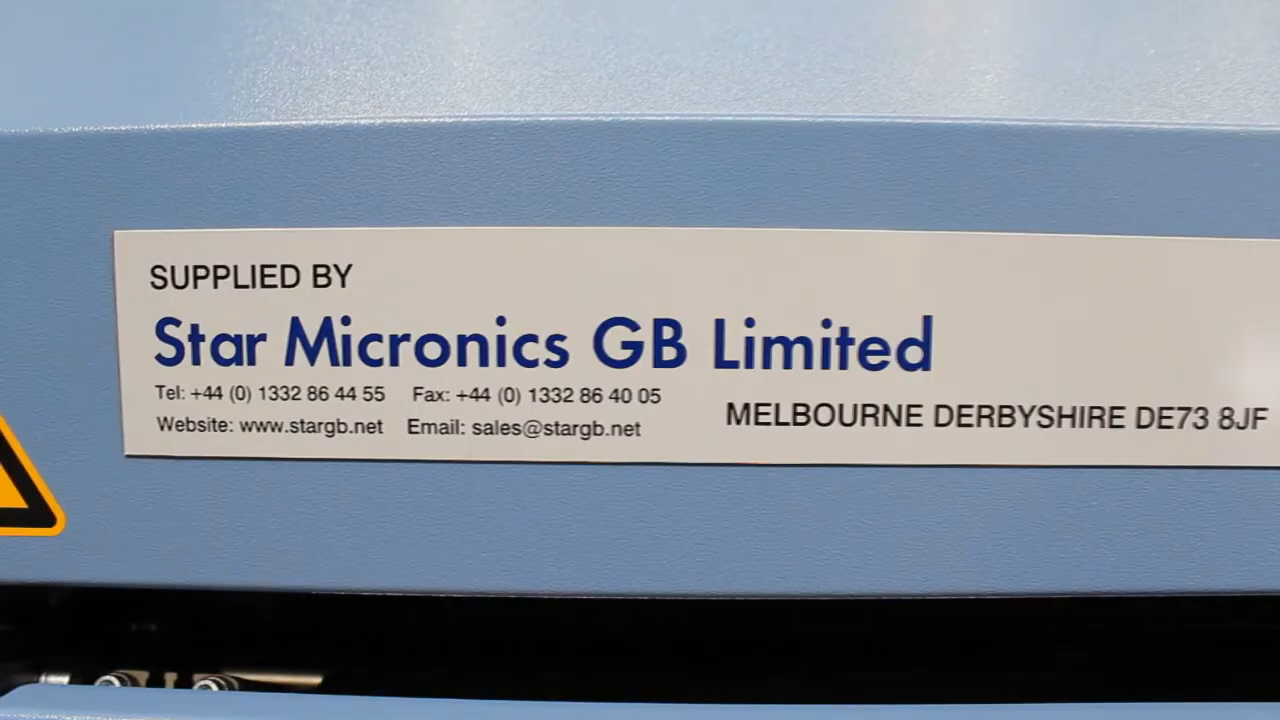 SUPPLIED BY
Star Micronics GB Limited
Tel: +44 (0) 1332 86 44 55 Fax: +44 (0) 1332 86 40 05
Website: www.stargb.net Email: sales@stargb.net
MELBOURNE DERBYSHIRE DE73 8JF